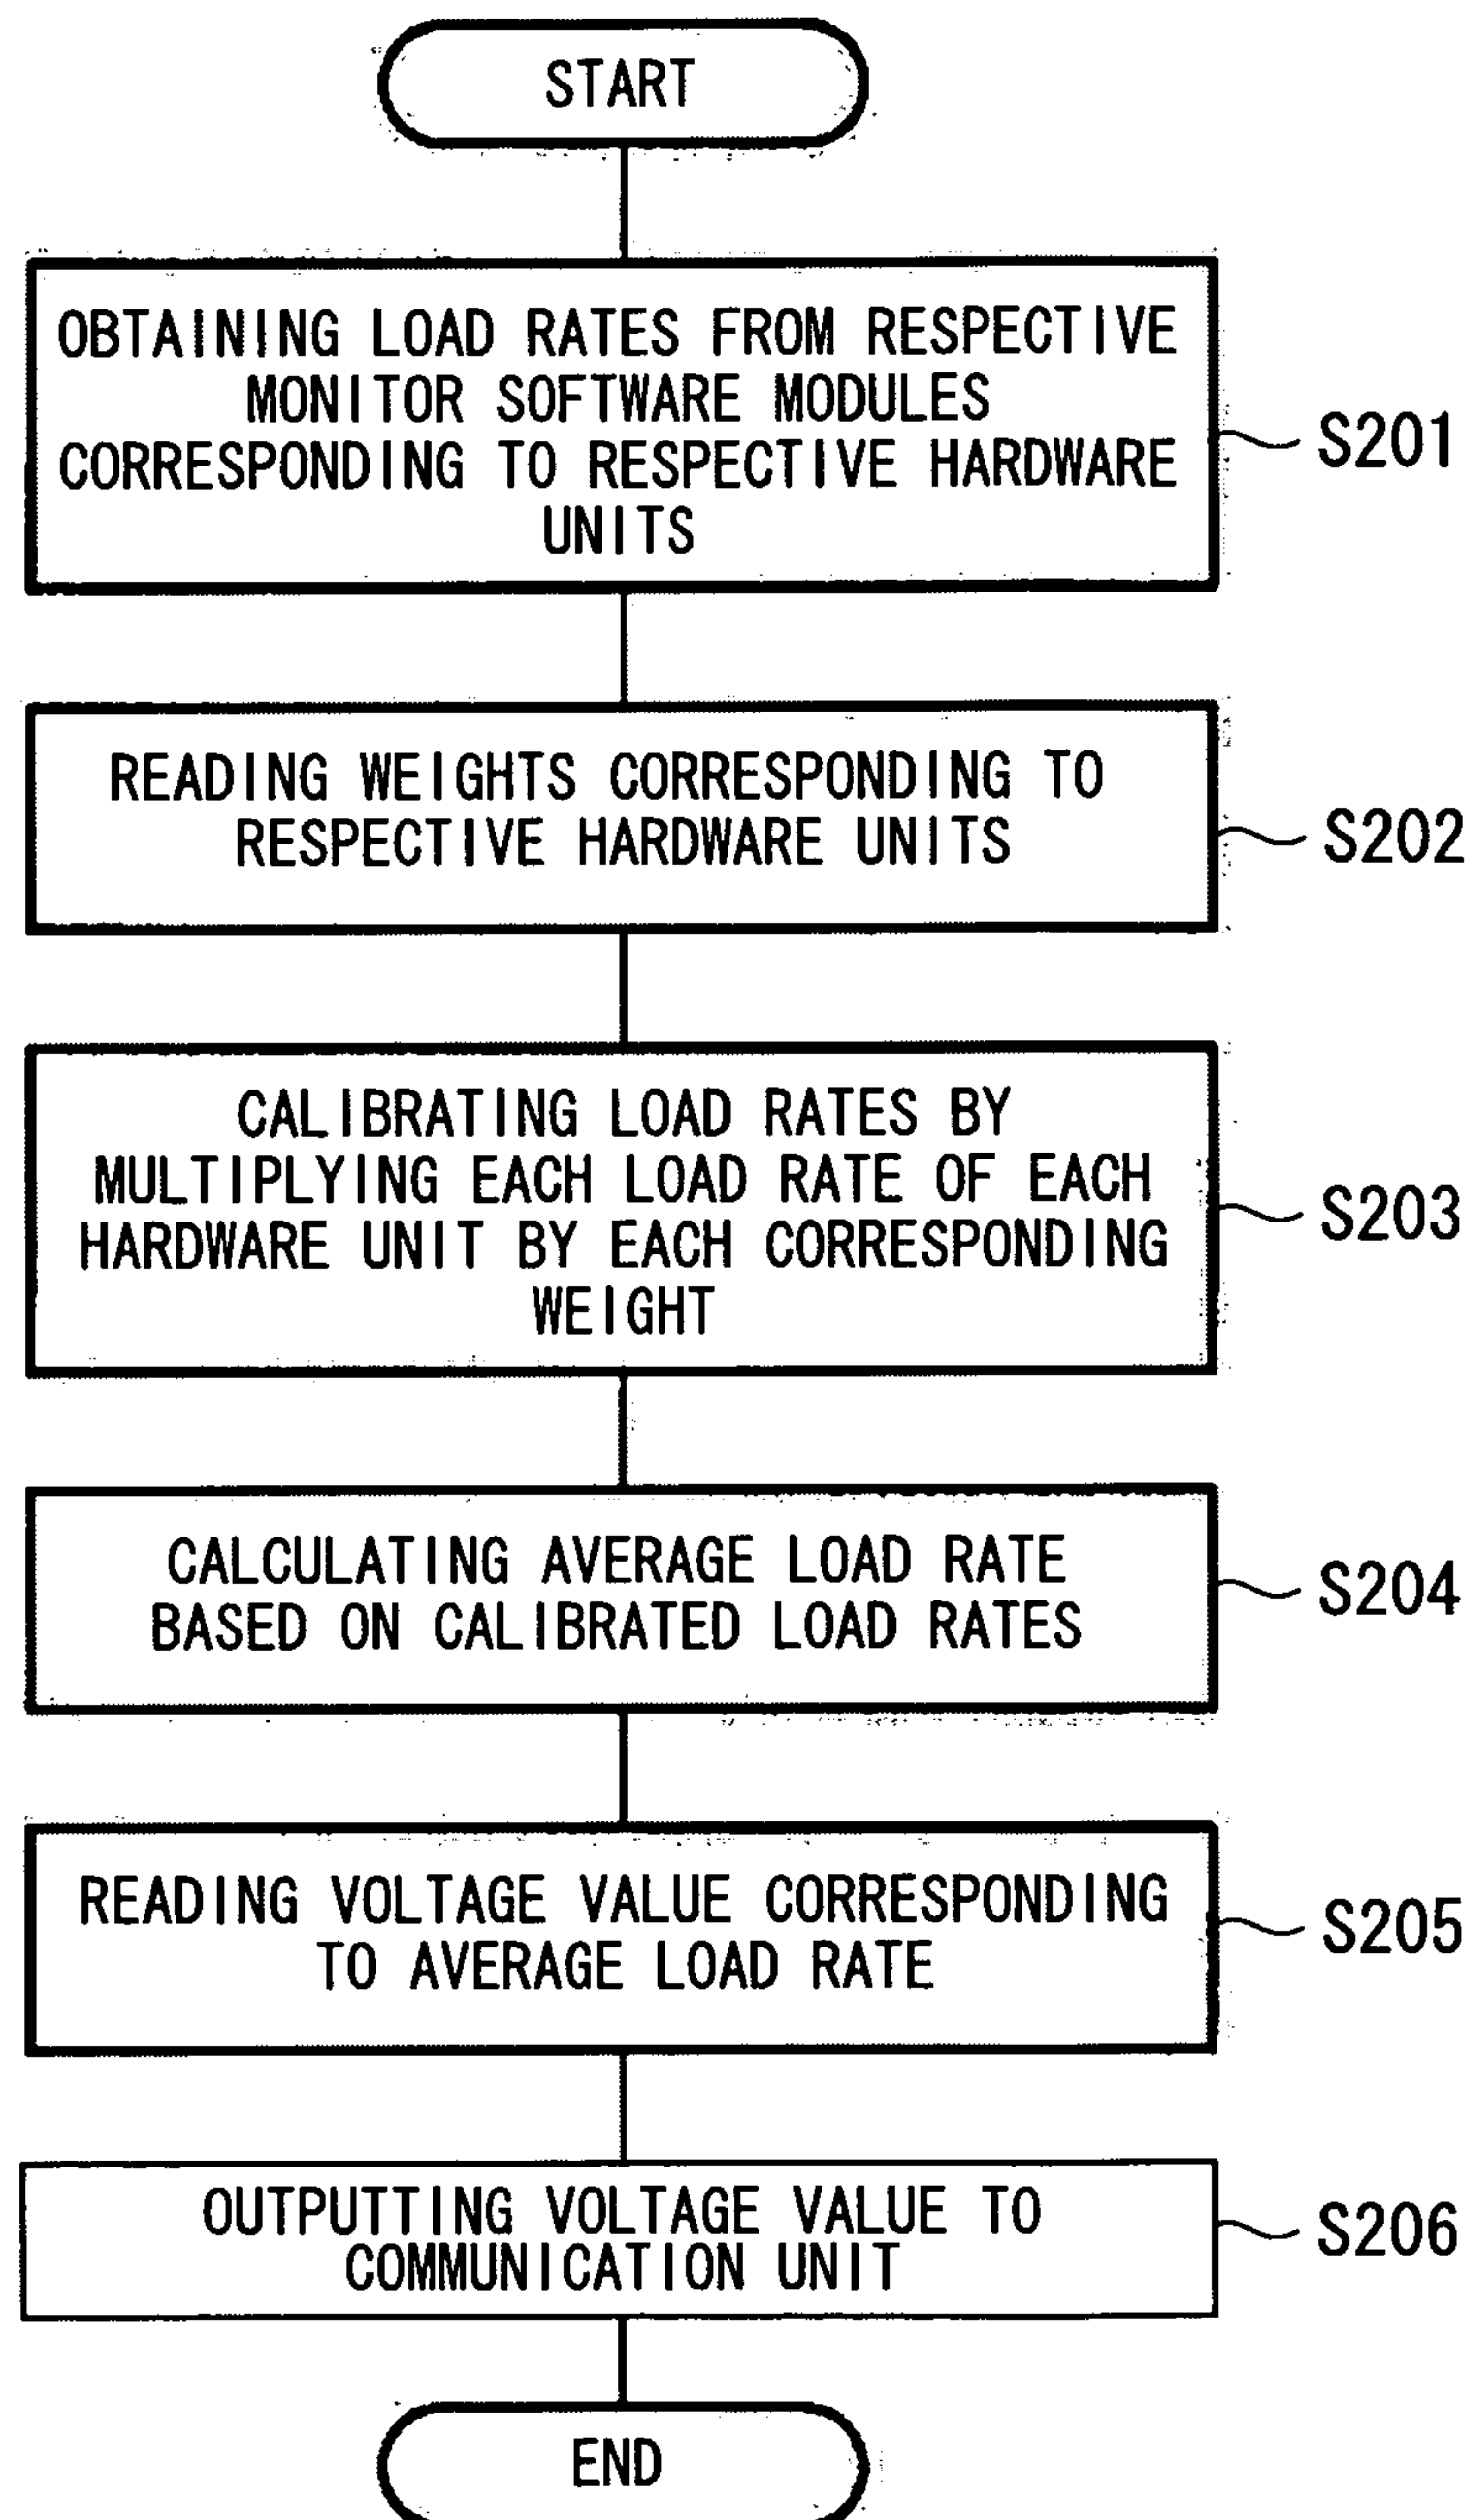 START
OBTAINING LOAD RATES FROM RESPECTIVE
MONITOR SOFTWARE MODULES
CORRESPONDING TO RESPECTIVE HARDWARE
UNITS
S201
READING WEIGHTS CORRESPONDING TO
RESPECTIVE HARDWARE UNITS
S202
CALIBRATING LOAD RATES BY
MULTIPLYING EACH LOAD RATE OF EACH
HARDWARE UNIT BY EACH CORRESPONDING
WEIGHT
S203
CALCULATING AVERAGE LOAD RATE
BASED ON CALIBRATED LOAD RATES
S204
READING VOLTAGE VALUE CORRESPONDING
TO AVERAGE LOAD RATE
S205
OUTPUTTING VOLTAGE VALUE TO
COMMUNICATION UNIT
S206
END